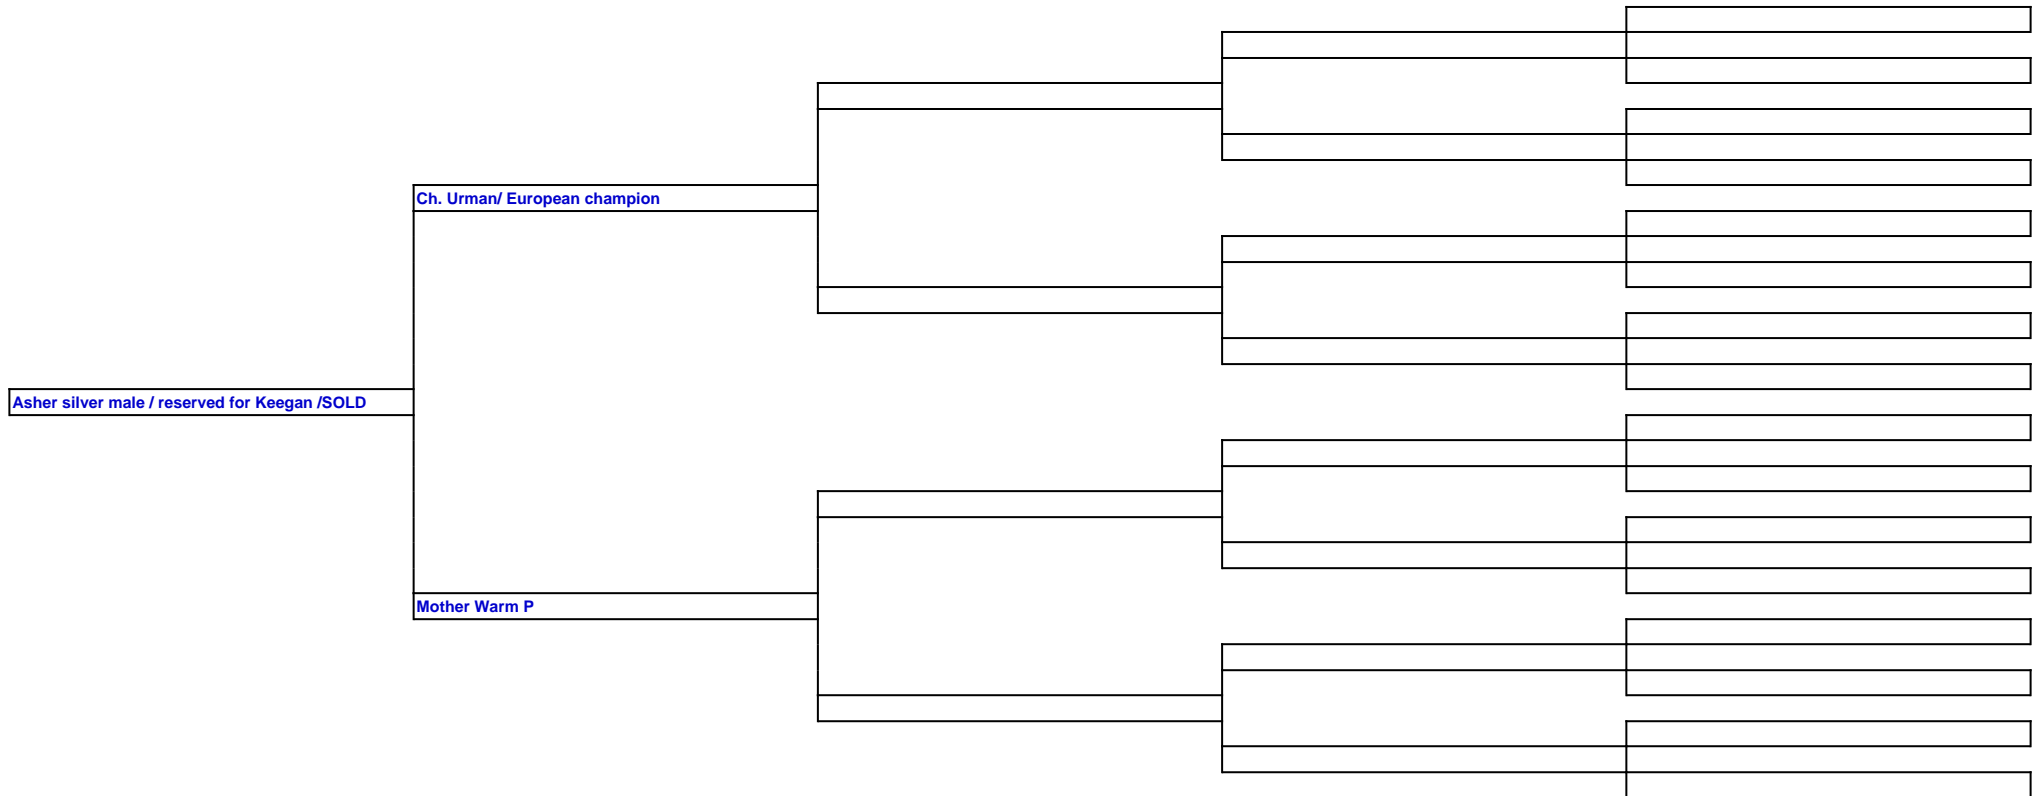 Ch. Urman/ European champion
Asher silver male / reserved for Keegan /SOLD
Mother Warm P